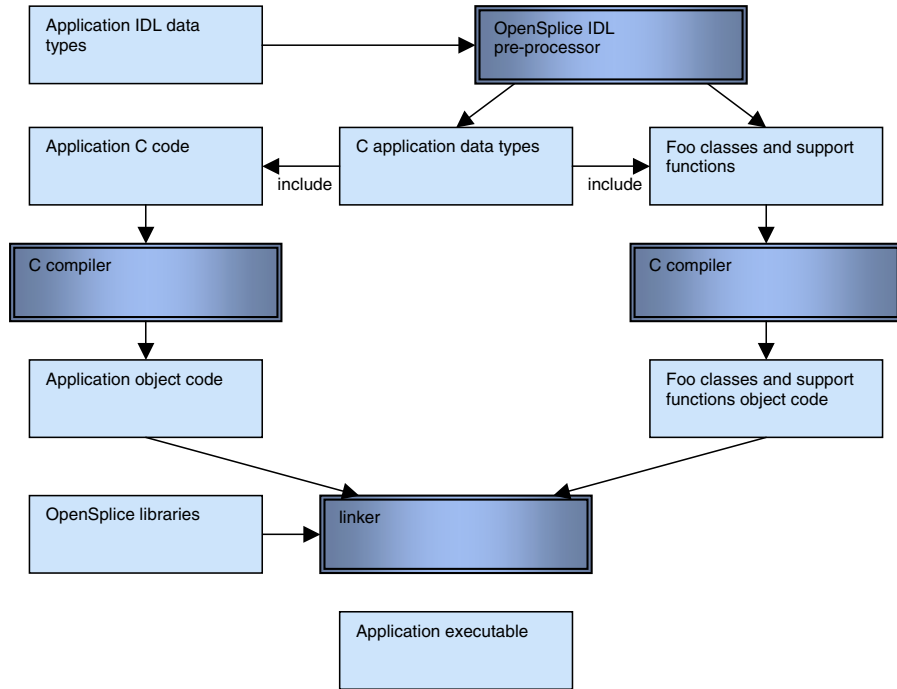 Application IDL data
types
OpenSplice IDL
pre-processor
Application C code
C application data types
Foo classes and support
functions
include
include
C compiler
C compiler
Application object code
Foo classes and support
functions object code
OpenSplice libraries
linker
Application executable